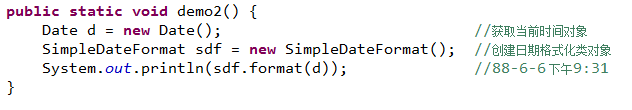 public static void demo2() {
Date d = new Date(); //获取当前时间对象
SimpleDateFormat sdf = new SimpleDateFormat(); //创建日期格式化类对象
System.out.println(sdf.format(d)); //88-6-6 下午9:31
}